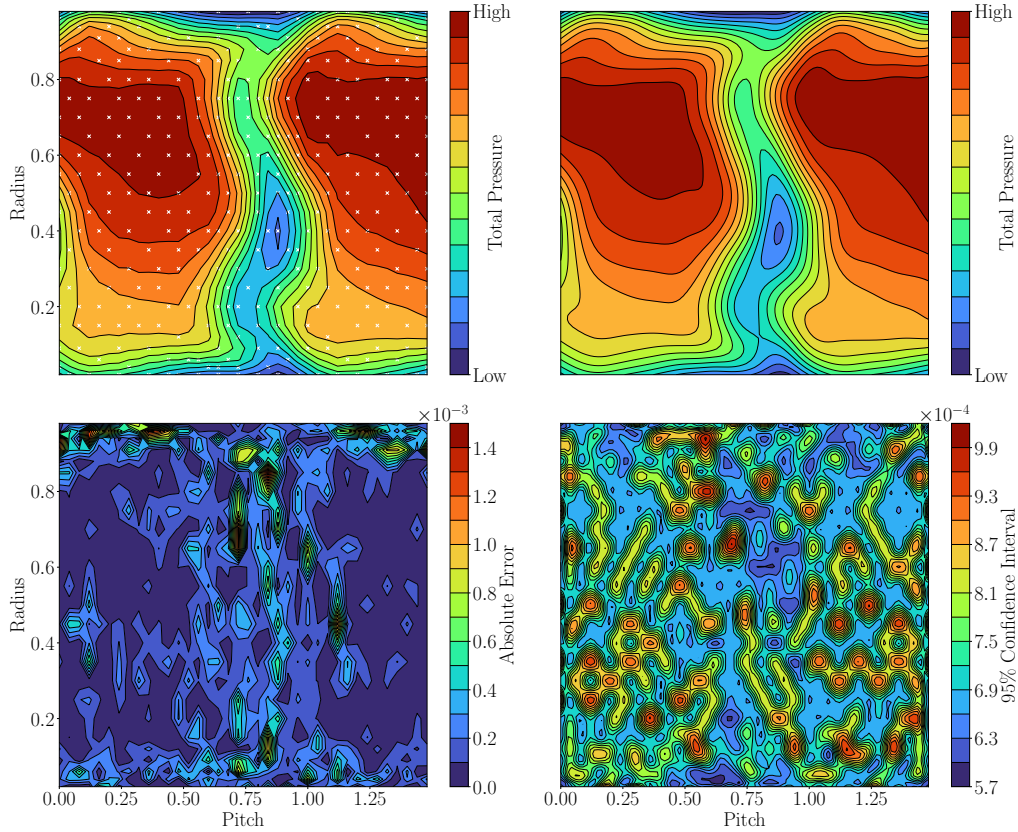 High
High
0.8
0.6
0.4
0.2
Radius
Total Pressure
Total Pressure
Low
Low
×10−3
×10−4
0.8
0.6
0.4
0.2
Radius
1.4
1.2
1.0
0.8
0.6
0.4
0.2
0.0
Absolute Error
9.9
9.3
8.7
8.1
7.5
6.9
6.3
5.7
95% Confidence Interval
0.00 0.25 0.50 0.75 1.00 1.25
Pitch
0.00 0.25 0.50 0.75 1.00 1.25
Pitch